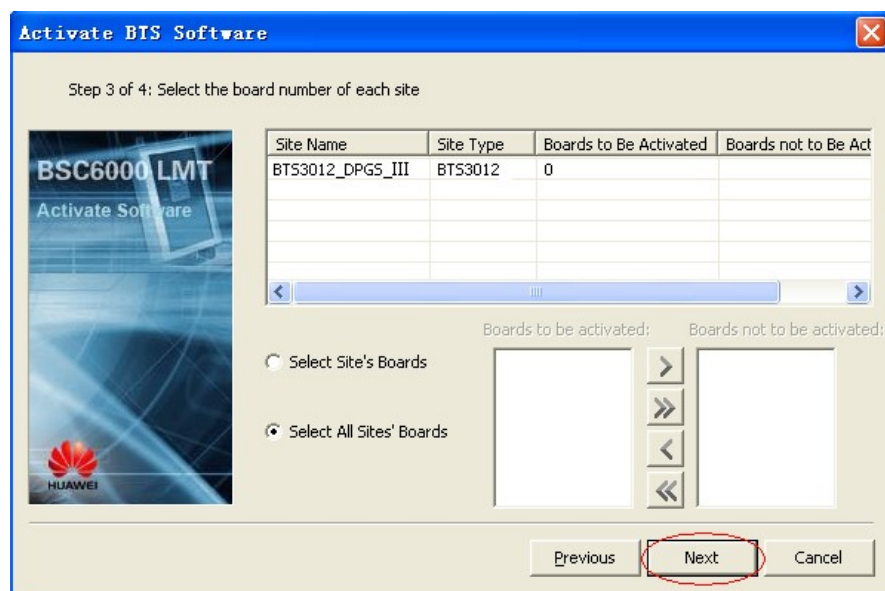 Activate BTS Software
Step 3 of 4: Select the board number of each site
BSC6000 LMT
Activate Software
HUAWEI
Site Name Site Type Boards to Be Activated Boards not to Be Act
BTS3012_DPGS_III BTS3012 0
Boards to be activated: Boards not to be activated:
Select Site's Boards
Select All Sites' Boards
Previous Next Cancel